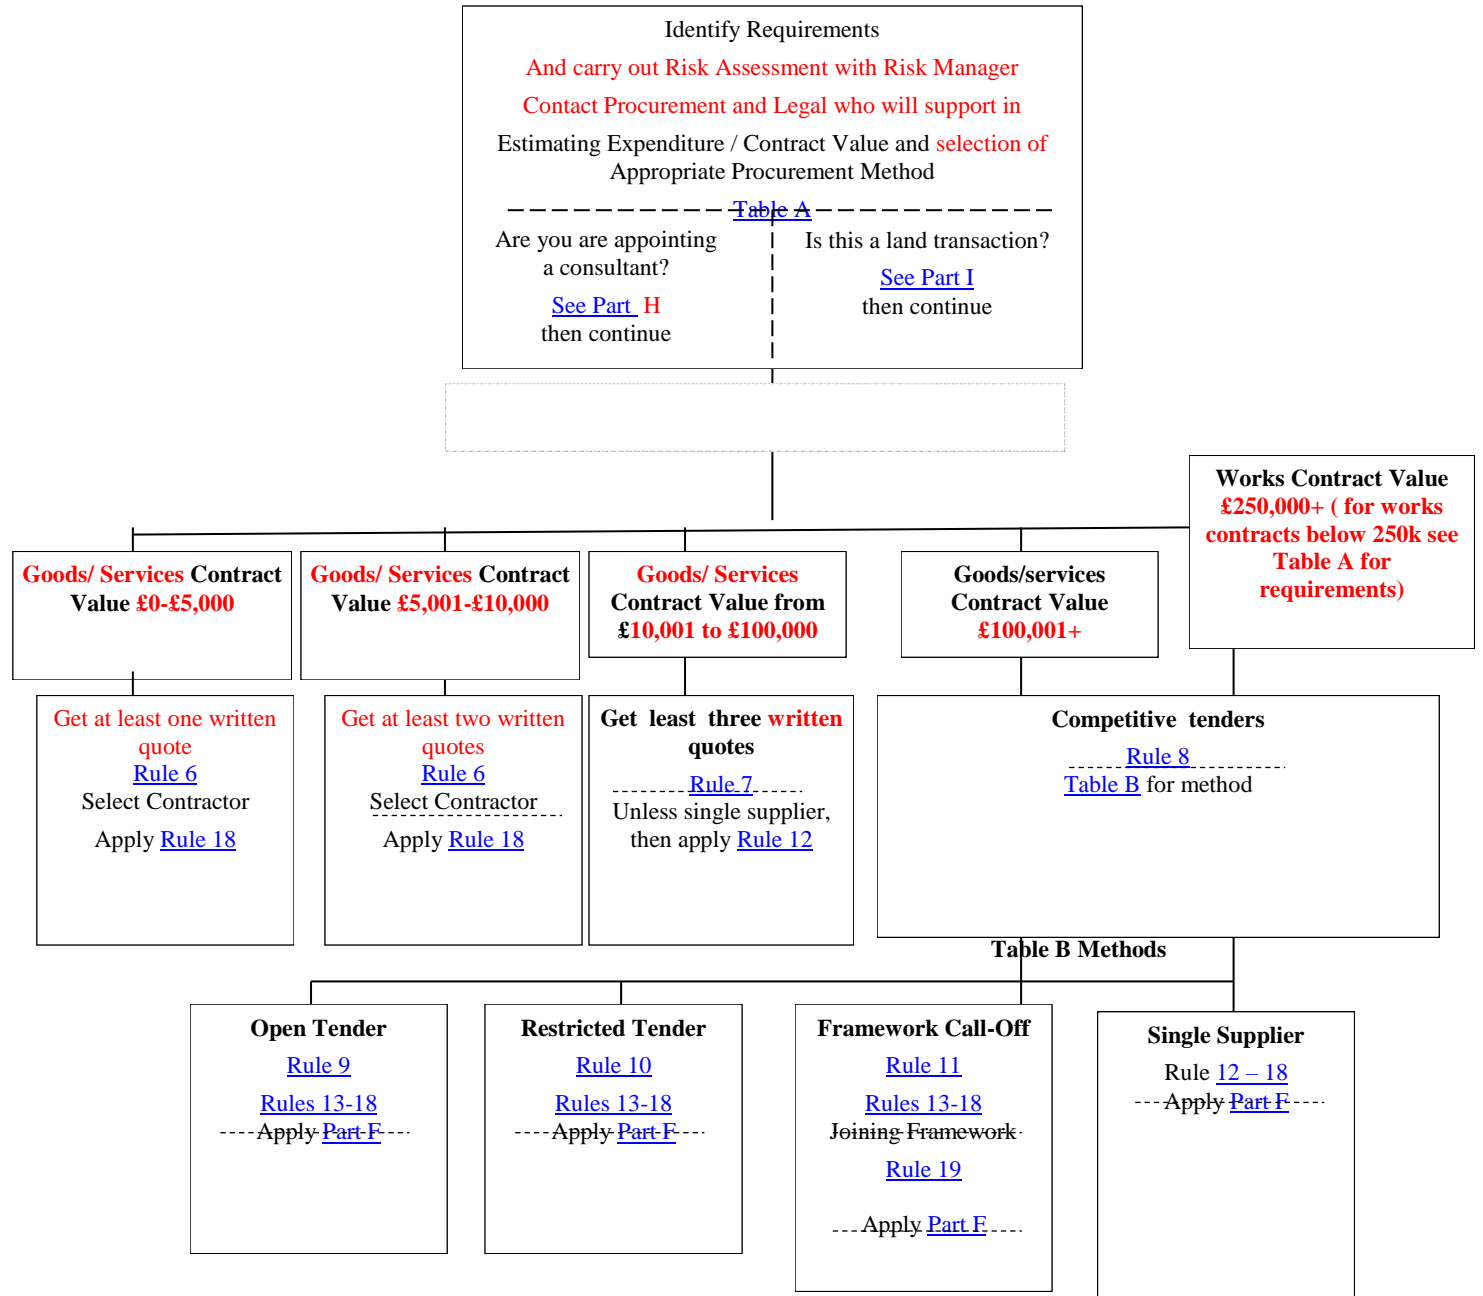 Identify Requirements
And carry out Risk Assessment with Risk Manager
Contact Procurement and Legal who will support in
Estimating Expenditure / Contract Value and selection of
Appropriate Procurement Method
Table A
Are you are appointing
a consultant?
See Part H
then continue
Is this a land transaction?
See Part I
then continue
Works Contract Value
£250,000+ ( for works
contracts below 250k see
Table A for
requirements)
Goods/ Services Contract
Value £0-£5,000
Goods/ Services Contract
Value £5,001-£10,000
Goods/ Services
Contract Value from
£10,001 to £100,000
Goods/services
Contract Value
£100,001+
Get at least one written
quote
Rule 6
Select Contractor
Apply Rule 18
Get at least two written
quotes
Rule 6
Select Contractor
Apply Rule 18
Get least three written
quotes
Rule 7
Unless single supplier,
then apply Rule 12
Competitive tenders
Rule 8
Table B for method
Table B Methods
Open Tender
Rule 9
Rules 13-18
Apply Part F
Restricted Tender
Rule 10
Rules 13-18
Apply Part F
Framework Call-Off
Rule 11
Rules 13-18
Joining Framework
Rule 19
Apply Part F
Single Supplier
Rule 12 – 18
Apply Part F